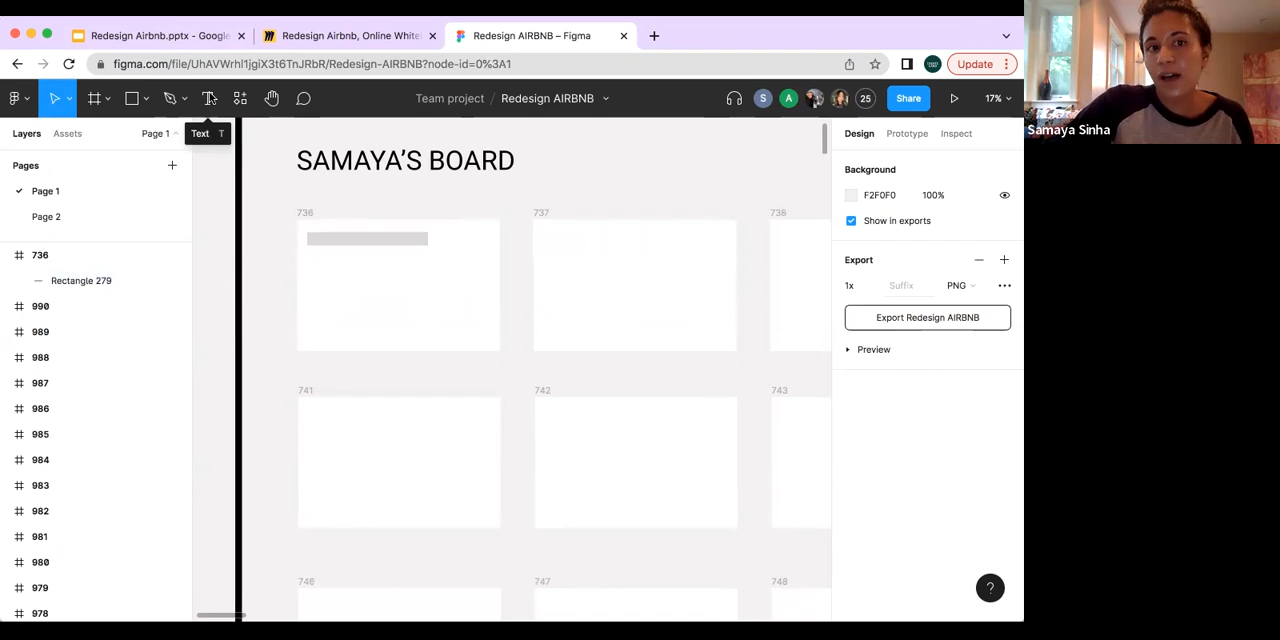 Redesign Airbnb.pptx - Google
Redesign Airbnb, Online White
Redesign AIRBNB – Figma
figma.com/file/UhAVWrhl1jgiX3t6TnJRbR/Redesign-AIRBNB?node-id=0%3A1
Update
Team project / Redesign AIRBNB
S
A
25
Share
17%
Layers
Assets
Page 1
Text T
Pages
Page 1
Page 2
736
Rectangle 279
990
989
988
987
986
985
984
983
982
981
980
979
978
SAMAYA'S BOARD
736
737
738
741
742
743
746
747
748
Design
Prototype
Inspect
Background
F2F0F0
100%
Show in exports
Export
1x
Suffix
PNG
Export Redesign AIRBNB
Preview
?
Samaya Sinha